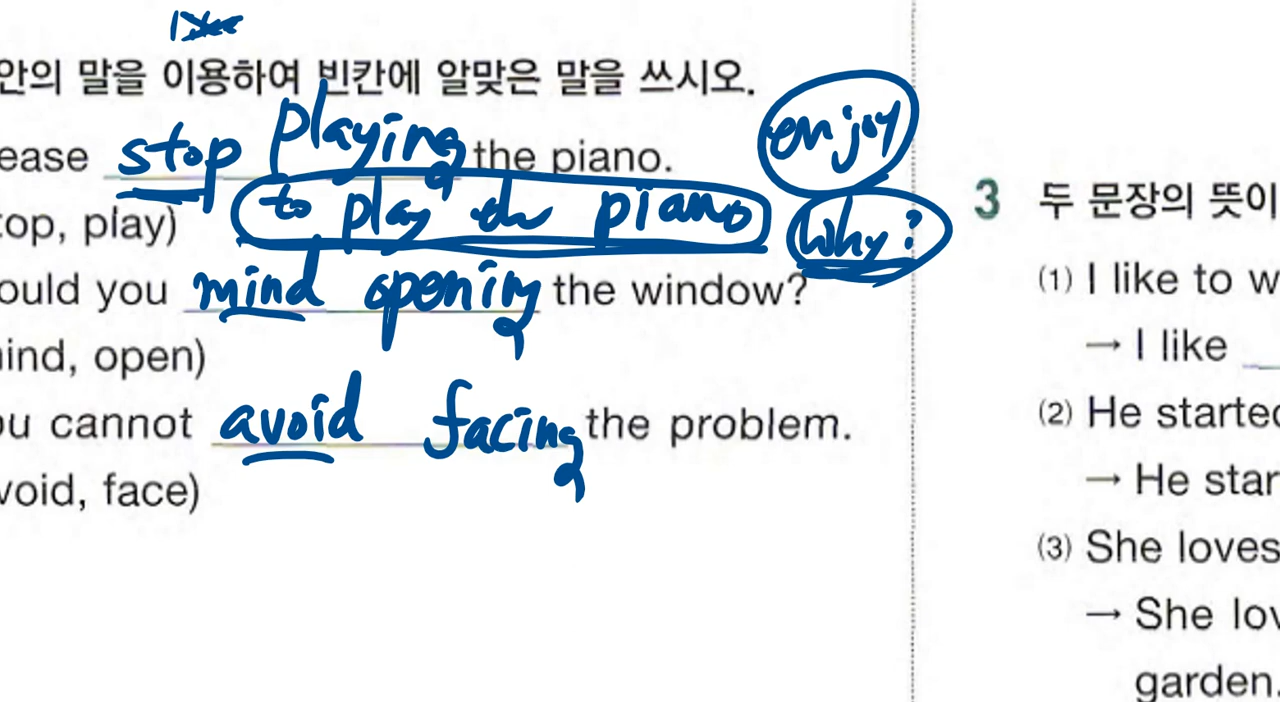 안의 말을 이용하여 빈칸에 알맞은 말을 쓰시오.
ease stop playing the piano.
to play the piano
enjoy
why?
top, play)
ould you mind opening the window?
ind, open)
ou cannot avoid facing the problem.
void, face)
3 두 문장의 뜻이
(1) I like to w
→ I like
(2) He started
→ He star
(3) She loves
→ She lov
garden.